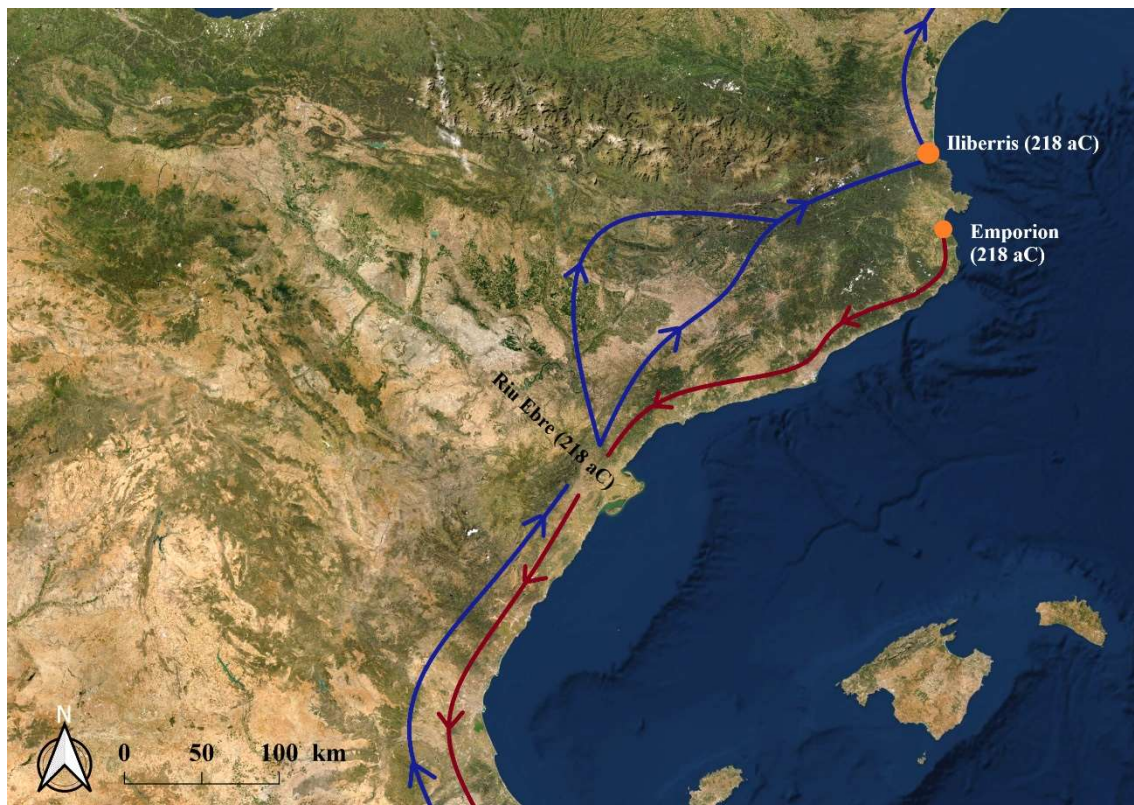 Iliberris (218 aC)
Emporion
(218 aC)
Riu Ebre (218 aC)
N
0 50 100 km